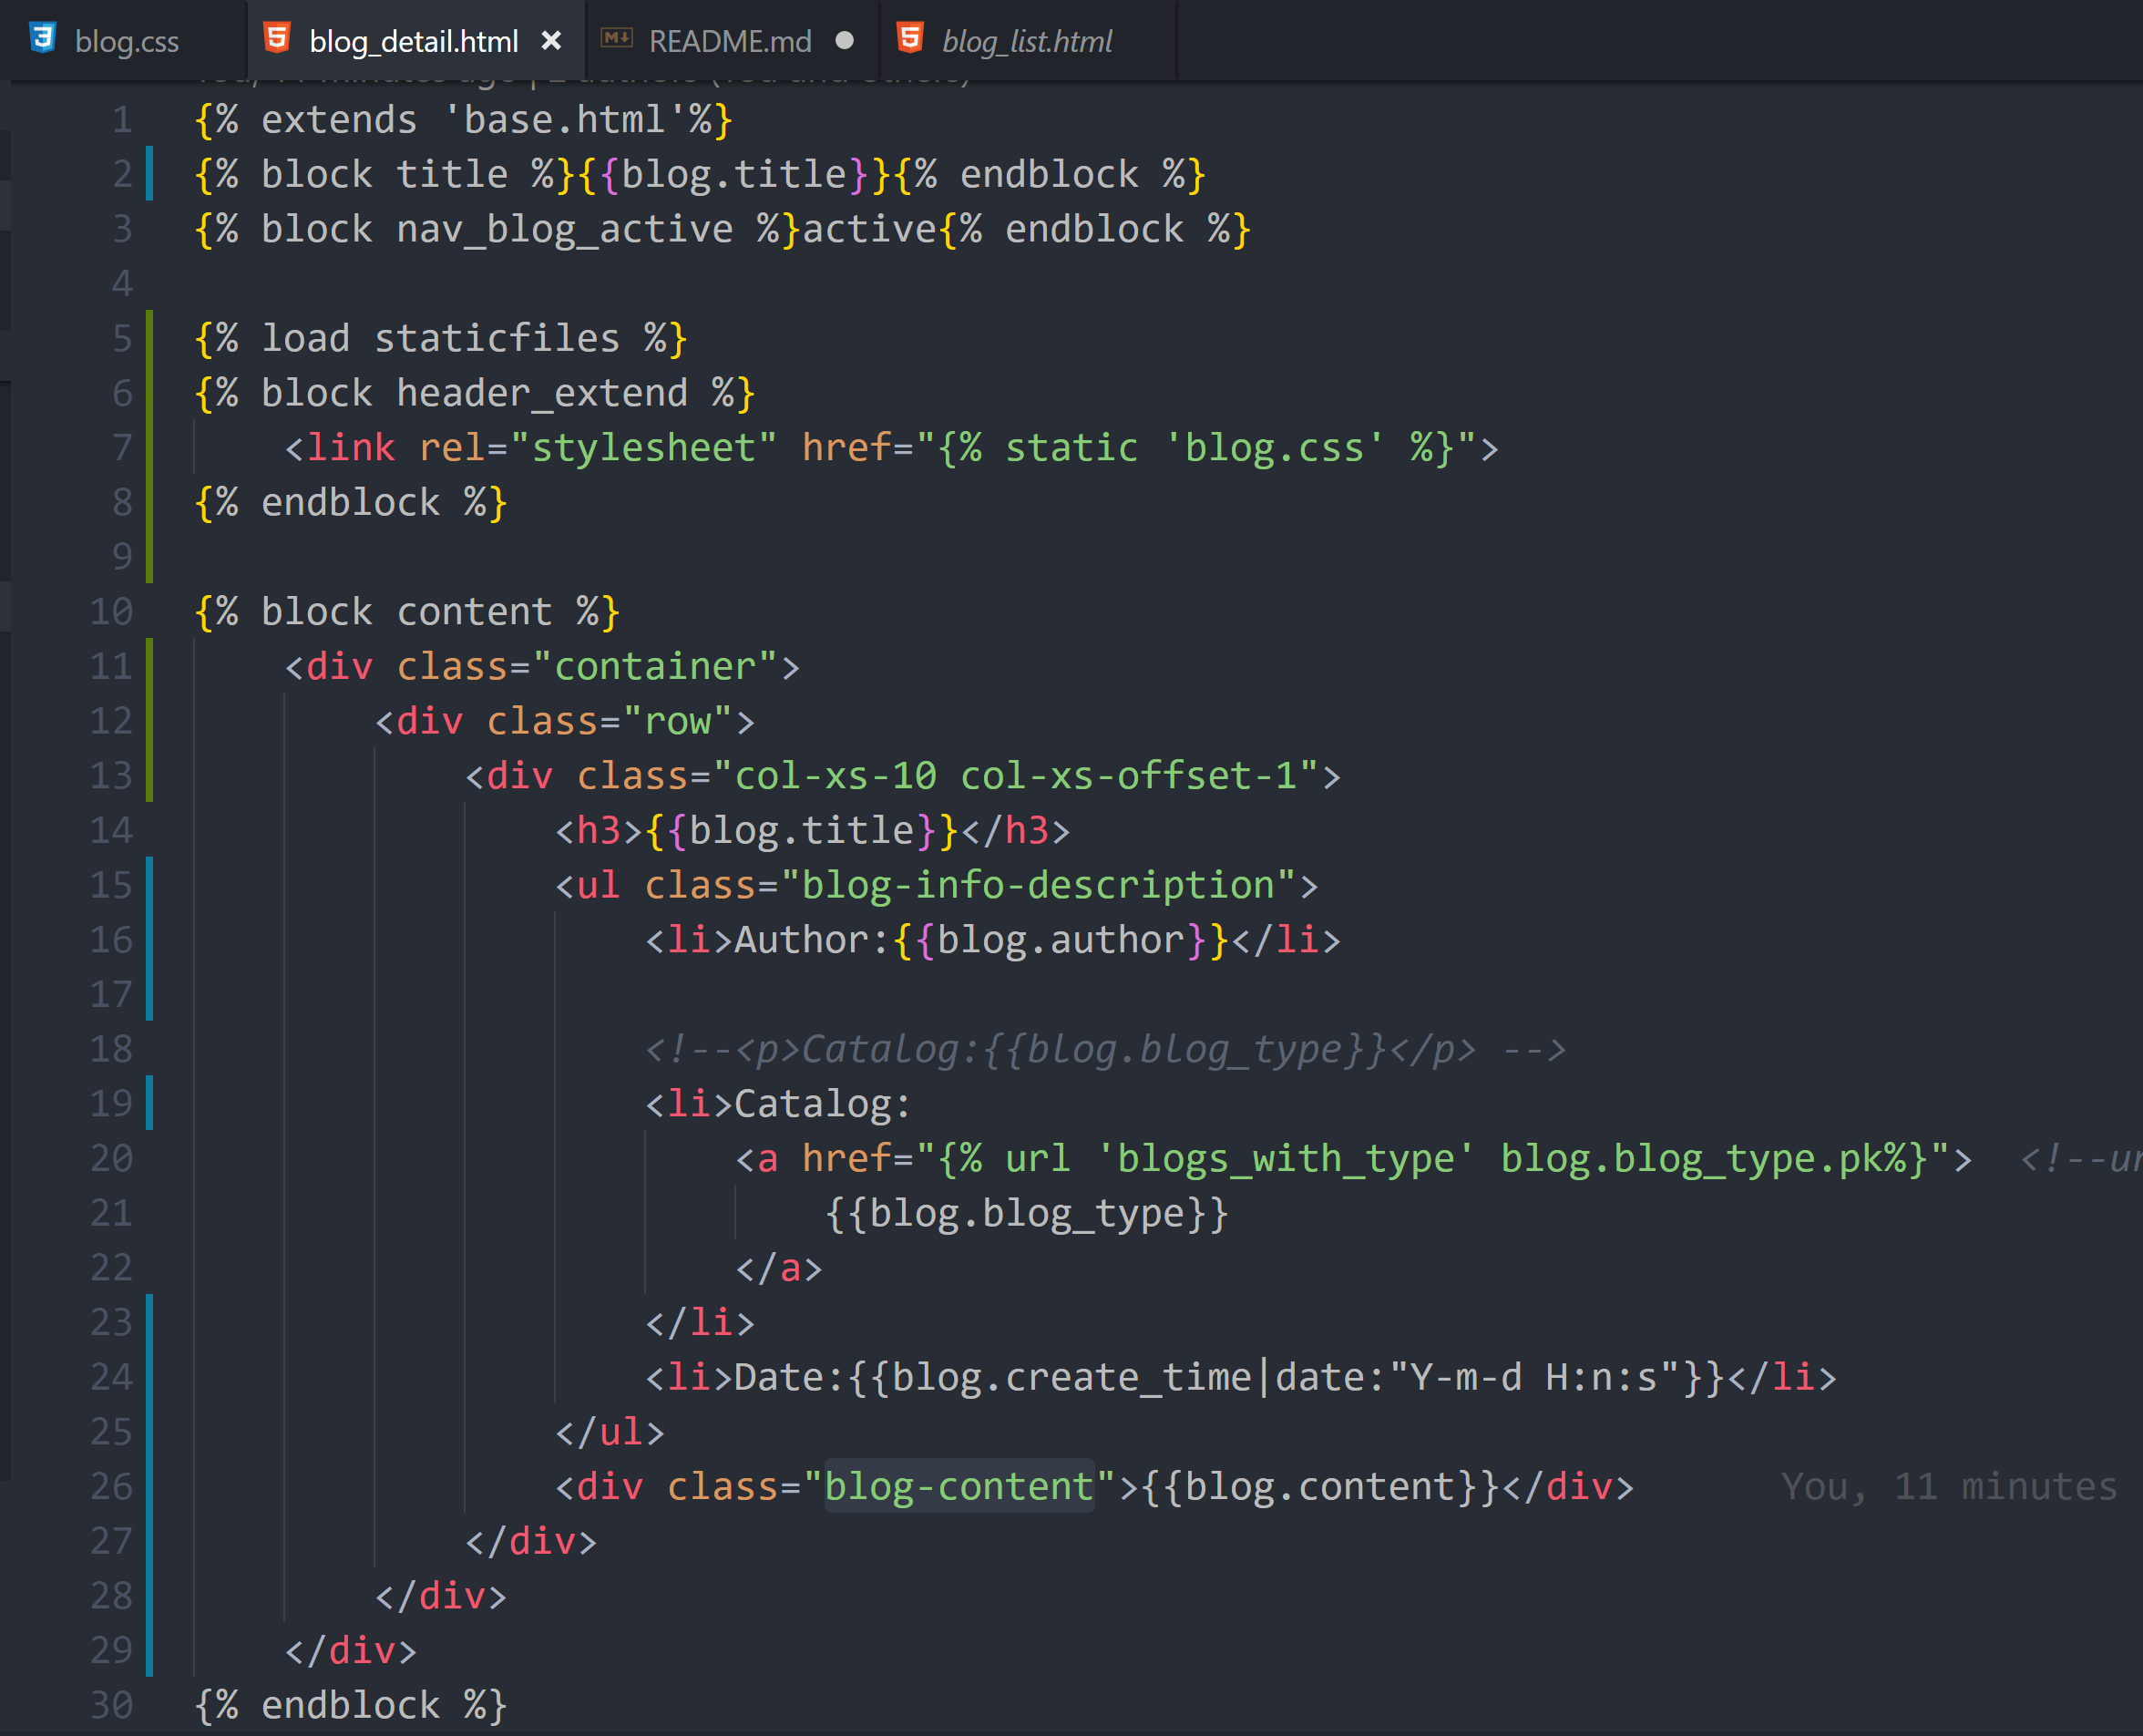 blog.css blog_detail.html README.md blog_list.html
1 {% extends 'base.html'%}
2 {% block title %}{{blog.title}}{% endblock %}
3 {% block nav_blog_active %}active{% endblock %}
4
5 {% load staticfiles %}
6 {% block header_extend %}
7 <link rel="stylesheet" href="{% static 'blog.css' %}">
8 {% endblock %}
9
10 {% block content %}
11 <div class="container">
12 <div class="row">
13 <div class="col-xs-10 col-xs-offset-1">
14 <h3>{{blog.title}}</h3>
15 <ul class="blog-info-description">
16 <li>Author:{{blog.author}}</li>
17
18 <!--<p>Catalog:{{blog.blog_type}}</p> -->
19 <li>Catalog:
20 <a href="{% url 'blogs_with_type' blog.blog_type.pk%}"> <!--ur
21 {{blog.blog_type}}
22 </a>
23 </li>
24 <li>Date:{{blog.create_time|date:"Y-m-d H:n:s"}}</li>
25 </ul>
26 <div class="blog-content">{{blog.content}}</div> You, 11 minutes
27 </div>
28 </div>
29 </div>
30 {% endblock %}